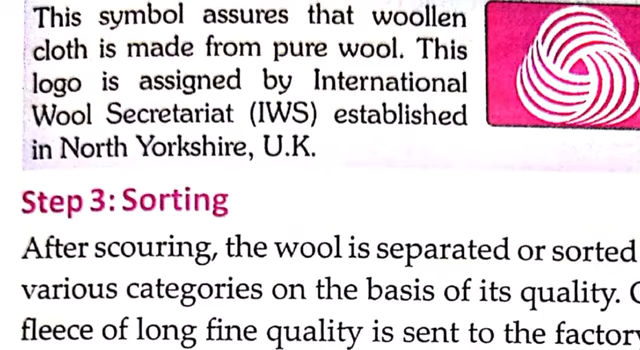 This symbol assures that woollen
cloth is made from pure wool. This
logo is assigned by International
Wool Secretariat (IWS) established
in North Yorkshire, U.K.
Step 3: Sorting
After scouring, the wool is separated or sorted
various categories on the basis of its quality.
fleece of long fine quality is sent to the factory